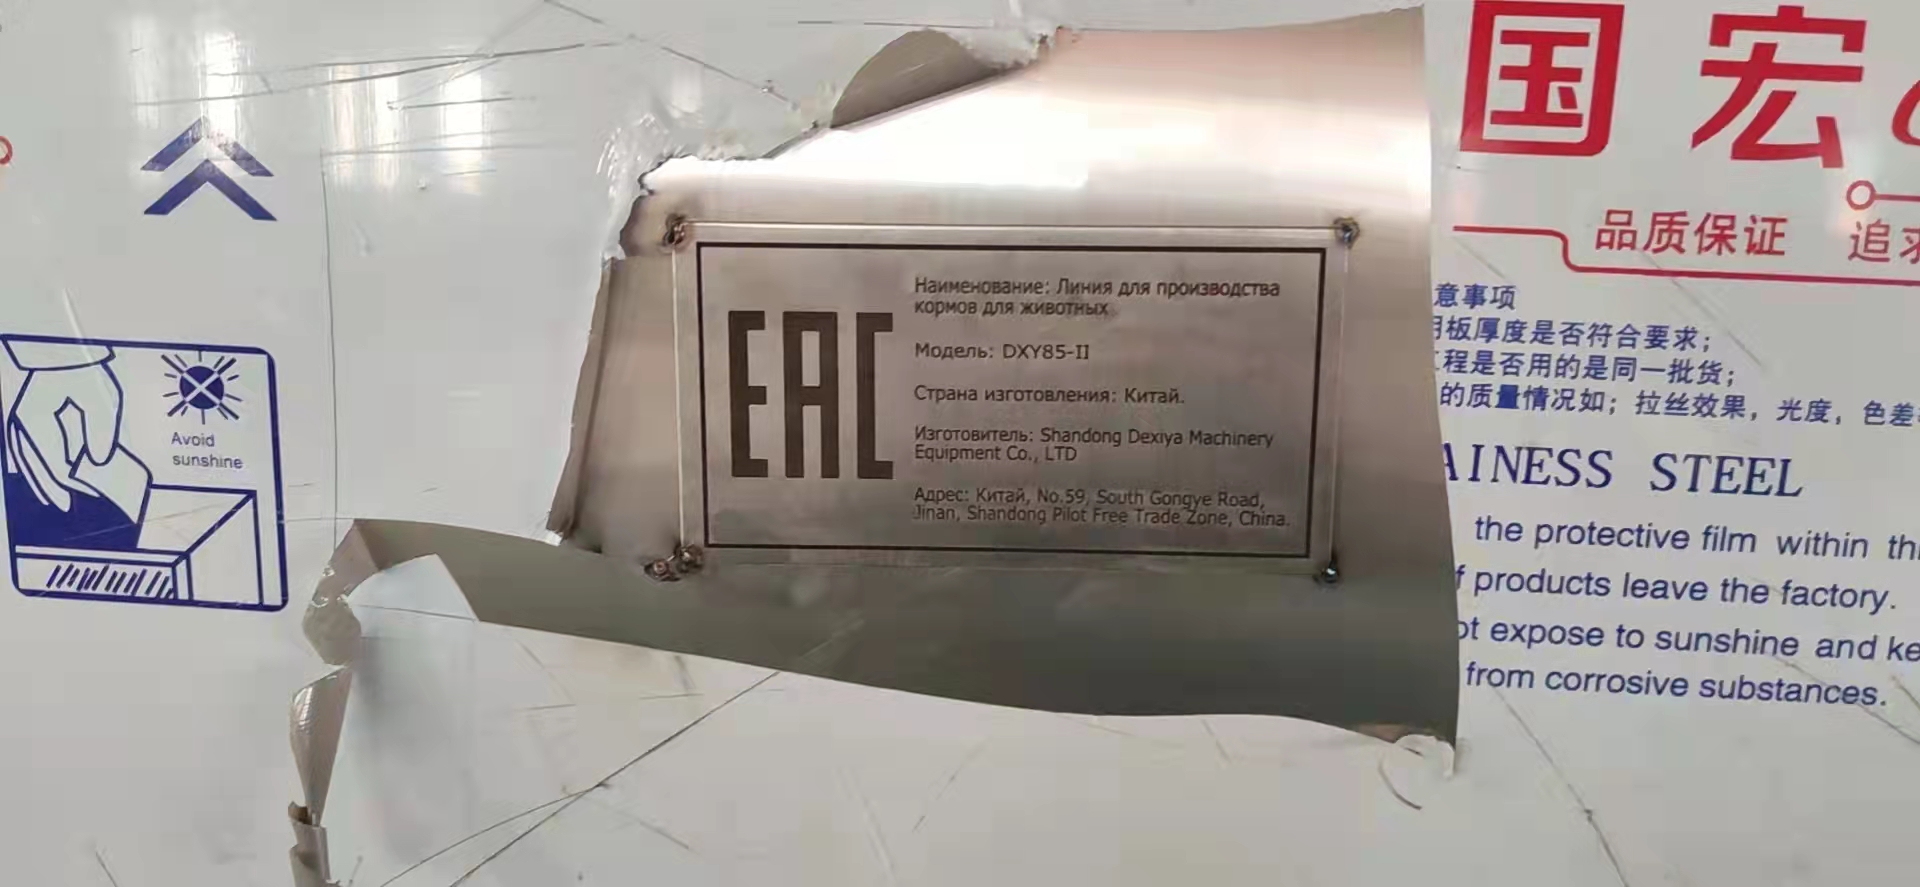 Avoid
sunshine
EAC
Наименование: Линия для производства
кормов для животных
Модель: DXY85-II
Страна изготовления: Китай.
Изготовитель: Shandong Dexiya Machinery
Equipment Co., LTD
Адрес: Китай, No.59, South Gongye Road,
Jinan, Shandong Pilot Free Trade Zone, China.
国宏
品质保证 追求
意事项
板厚度是否符合要求；
程是否用的是同一批货；
的质量情况如；拉丝效果，光度，色差
AINESS STEEL
the protective film within
products leave the factory.
expose to sunshine and
from corrosive substances.